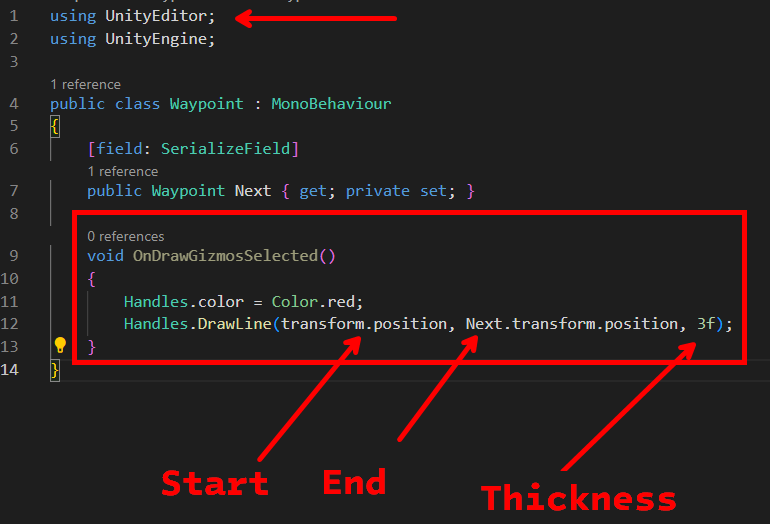 1 using UnityEditor;
2 using UnityEngine;
3
1 reference
4 public class Waypoint : MonoBehaviour
5 {
6 [field: SerializeField]
1 reference
7 public Waypoint Next { get; private set; }
8
0 references
9 void OnDrawGizmosSelected()
10 {
11 Handles.color = Color.red;
12 Handles.DrawLine(transform.position, Next.transform.position, 3f);
13 }
14 }
Start End Thickness